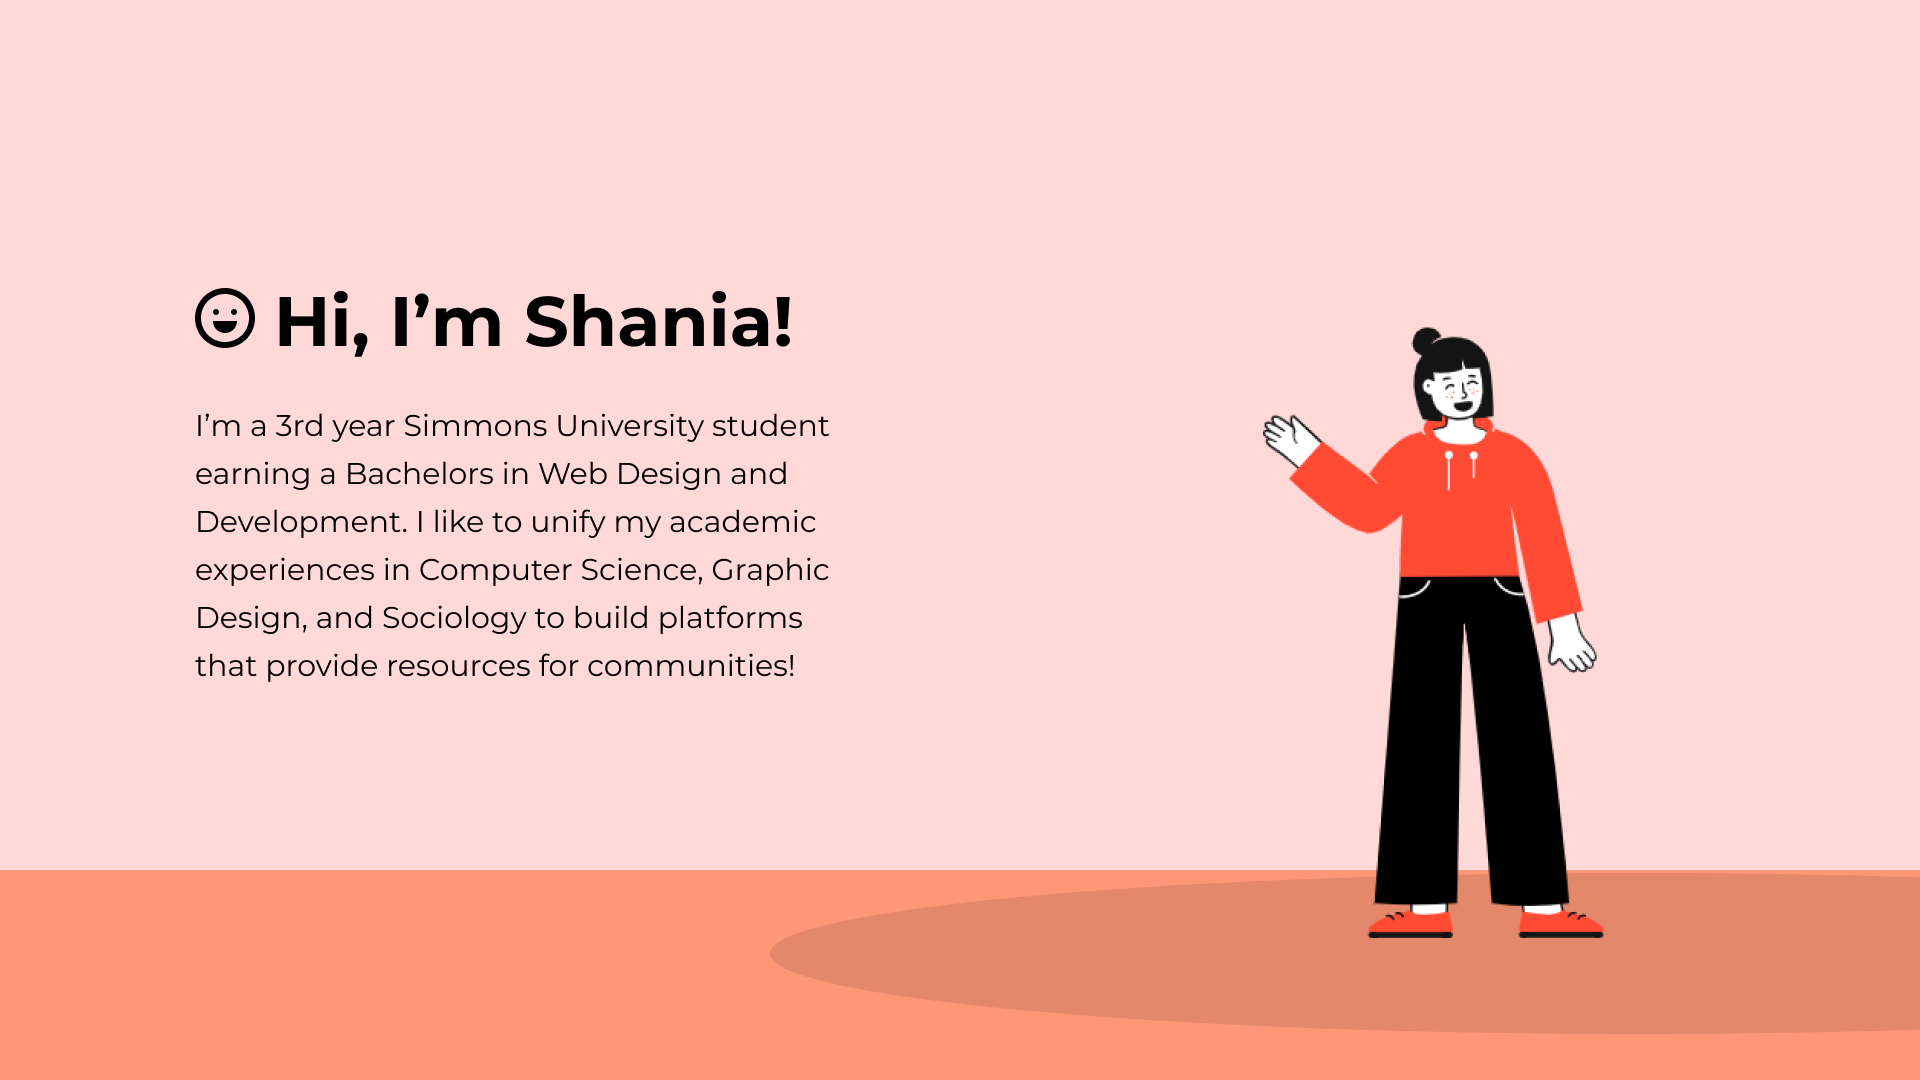 Hi, I’m Shania!
I’m a 3rd year Simmons University student
earning a Bachelors in Web Design and
Development. I like to unify my academic
experiences in Computer Science, Graphic
Design, and Sociology to build platforms
that provide resources for communities!